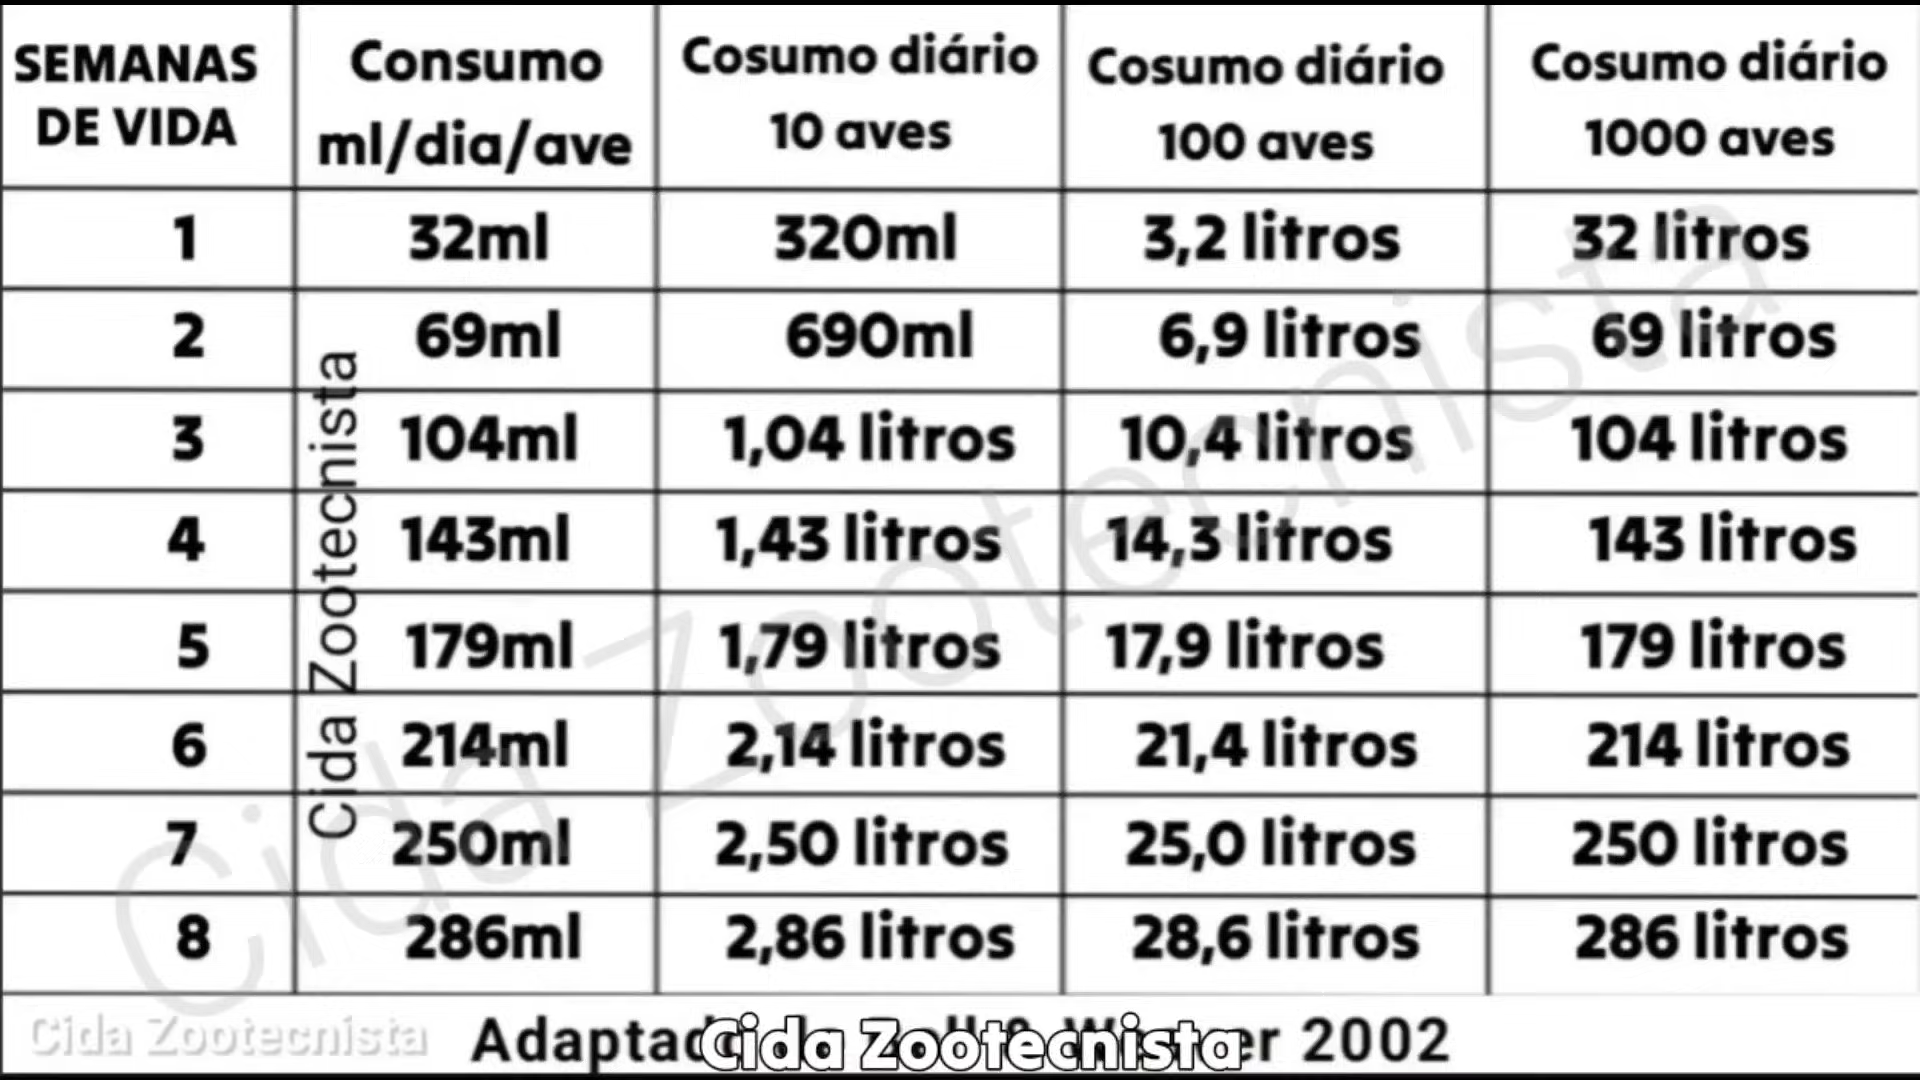 SEMANAS DE VIDA Consumo ml/dia/ave Cosumo diário 10 aves Cosumo diário 100 aves Cosumo diário 1000 aves
1 32ml 320ml 3,2 litros 32 litros
2 69ml 690ml 6,9 litros 69 litros
3 104ml 1,04 litros 10,4 litros 104 litros
4 143ml 1,43 litros 14,3 litros 143 litros
5 179ml 1,79 litros 17,9 litros 179 litros
6 214ml 2,14 litros 21,4 litros 214 litros
7 250ml 2,50 litros 25,0 litros 250 litros
8 286ml 2,86 litros 28,6 litros 286 litros
Cida Zootecnista
Cida Zootecnista
Cida Zootecnista
2002
Cida Zootecnista